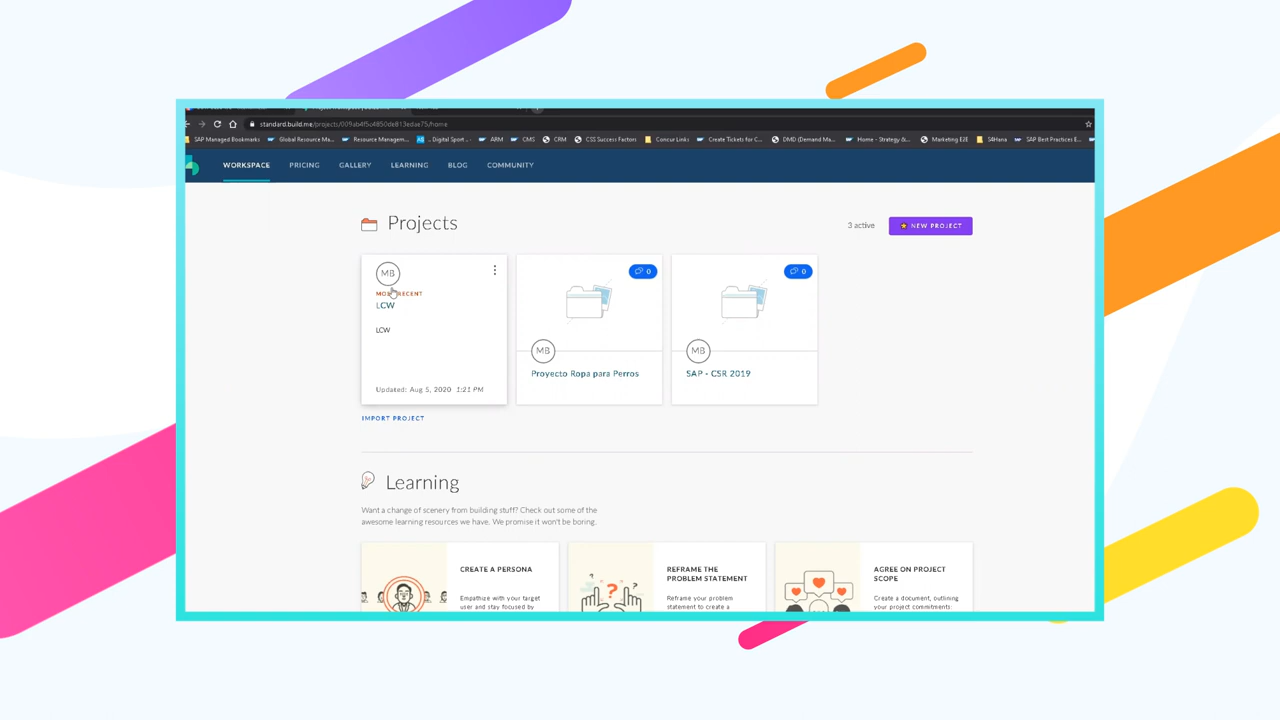 standard.build.me/projects/009ab4f5c4850de813edae75/home
SAP Managed Bookmarks Global Resource Ma... Resource Managem... .. Digital Sport .. ARM CMS CRM CSS Success Factors Concur Links Create Tickets for C... DMD (Demand Ma... Home - Strategy &... Marketing E2E S4Hana SAP Best Practices E...
WORKSPACE PRICING GALLERY LEARNING BLOG COMMUNITY
Projects
3 active
NEW PROJECT
MB
MOST RECENT
LCW
LCW
Updated: Aug 5, 2020 1:21 PM
0
MB
Proyecto Ropa para Perros
0
MB
SAP - CSR 2019
IMPORT PROJECT
Learning
Want a change of scenery from building stuff? Check out some of the
awesome learning resources we have. We promise it won't be boring.
CREATE A PERSONA
Empathize with your target
user and stay focused by
REFRAME THE
PROBLEM STATEMENT
Reframe your problem
statement to create a
AGREE ON PROJECT
SCOPE
Create a document, outlining
your project commitments: